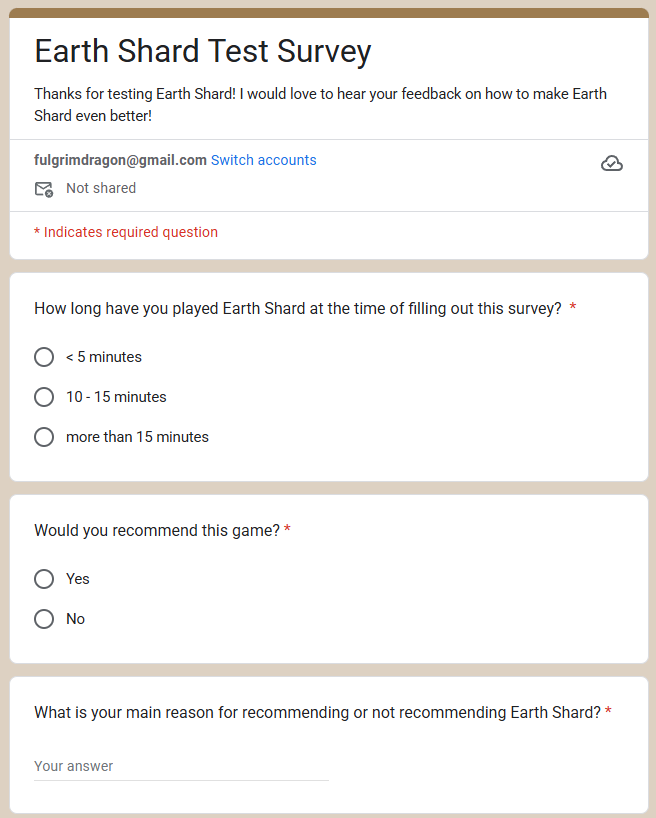 Earth Shard Test Survey
Thanks for testing Earth Shard! I would love to hear your feedback on how to make Earth
Shard even better!
fulgrimdragon@gmail.com Switch accounts
Not shared
* Indicates required question
How long have you played Earth Shard at the time of filling out this survey? *
< 5 minutes
10 - 15 minutes
more than 15 minutes
Would you recommend this game? *
Yes
No
What is your main reason for recommending or not recommending Earth Shard? *
Your answer